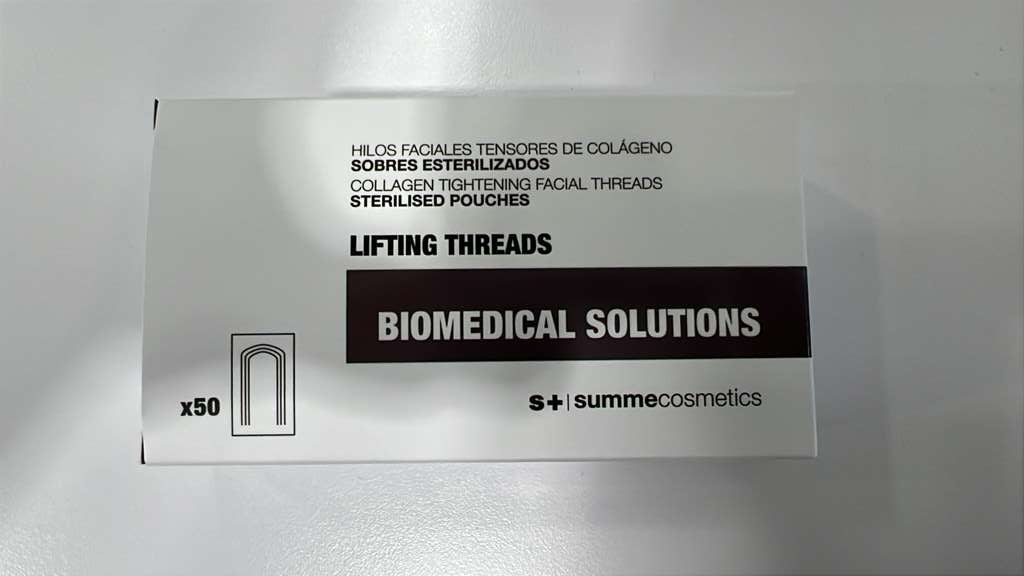 HILOS FACIALES TENSORES DE COLÁGENO
SOBRES ESTERILIZADOS
COLLAGEN TIGHTENING FACIAL THREADS
STERILISED POUCHES
LIFTING THREADS
BIOMEDICAL SOLUTIONS
x50
s+ | summecosmetics